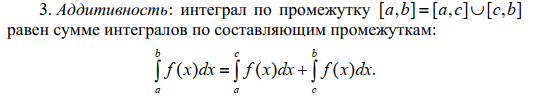 3. Аддитивность: интеграл по промежутку [a,b]=[a,c]∪[c,b]
равен сумме интегралов по составляющим промежуткам:
∫_a^b f(x)dx = ∫_a^c f(x)dx + ∫_c^b f(x)dx.